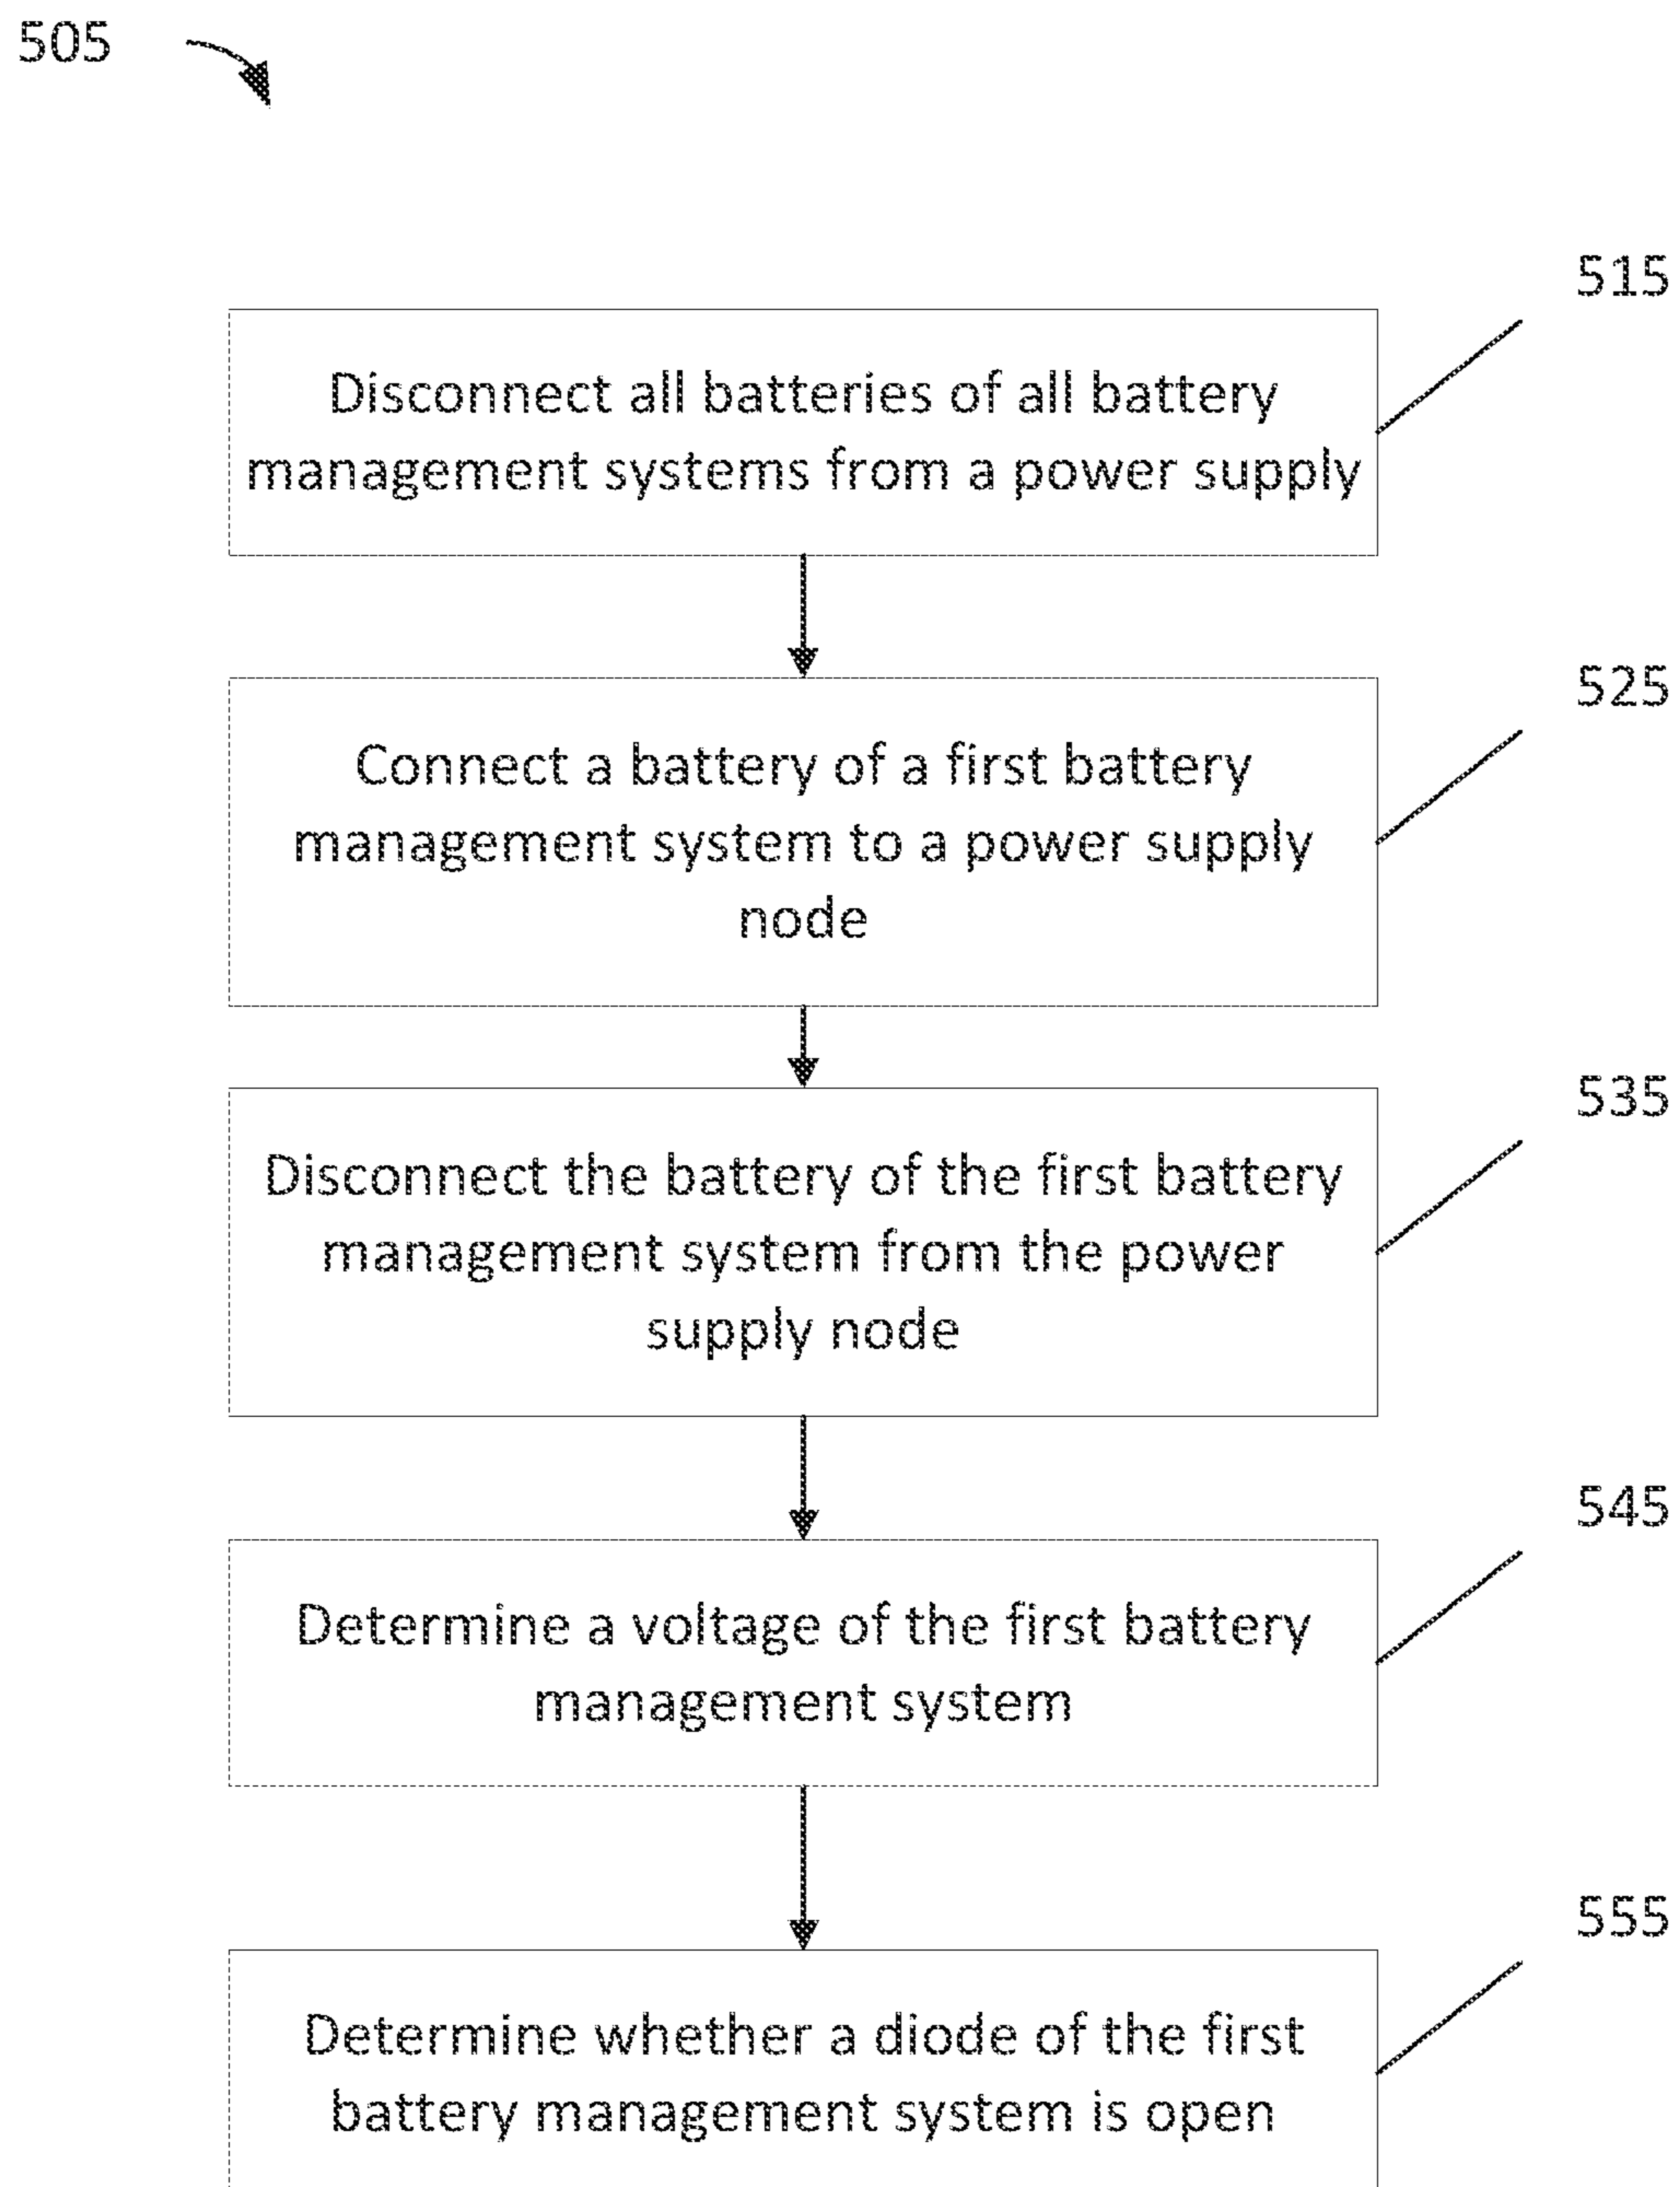 505
515
Disconnect all batteries of all battery
management systems from a power supply
525
Connect a battery of a first battery
management system to a power supply
node
535
Disconnect the battery of the first battery
management system from the power
supply node
545
Determine a voltage of the first battery
management system
555
Determine whether a diode of the first
battery management system is open